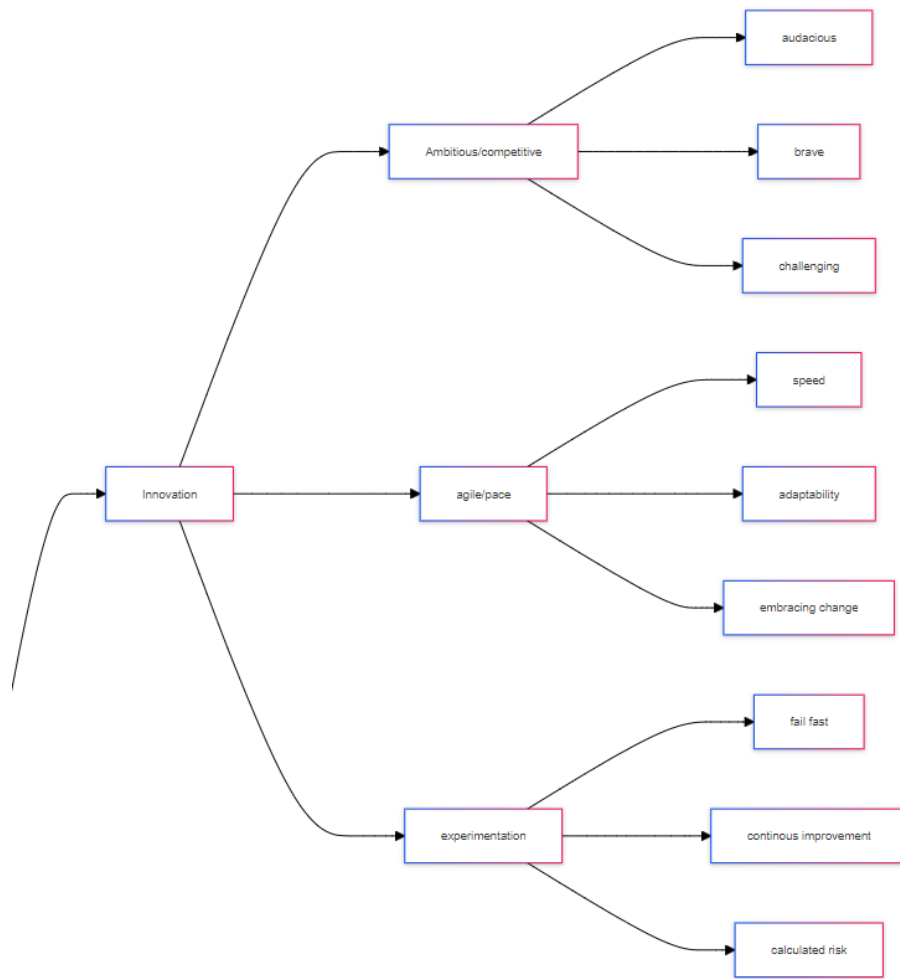 audacious
Ambitious/competitive
brave
challenging
speed
Innovation
agile/pace
adaptability
embracing change
fail fast
experimentation
continous improvement
calculated risk